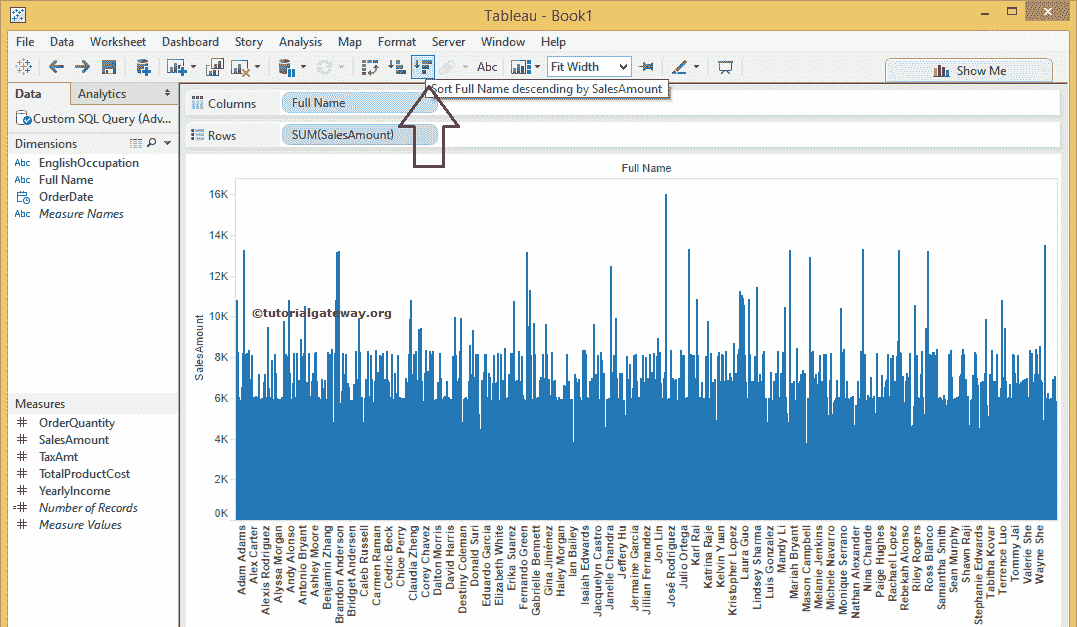 Tableau - Book1
File Data Worksheet Dashboard Story Analysis Map Format Server Window Help
Abc Fit Width Show Me
Sort Full Name descending by SalesAmount
Data Analytics
Columns Full Name
Custom SQL Query (Adv...
Rows SUM(SalesAmount)
Dimensions
Abc EnglishOccupation
Abc Full Name
OrderDate
Abc Measure Names
Measures
# OrderQuantity
# SalesAmount
# TaxAmt
# TotalProductCost
# YearlyIncome
# Number of Records
# Measure Values
Full Name
SalesAmount
16K
14K
12K
10K
8K
6K
4K
2K
0K
©tutorialgateway.org
Adam Adams
Alex Carter
Alexis Rodriguez
Alyssa Morgan
Andy Alonso
Antonio Bryant
Ashley Moore
Benjamin Zhang
Brandon Anderson
Bridget Andersen
Caleb Russell
Carmen Raman
Cedric Beck
Chloe Perry
Claudia Zheng
Corey Chavez
Dalton Morris
David Harris
Destiny Coleman
Donald Suri
Eduardo Garcia
Elizabeth White
Erika Suarez
Fernando Green
Gabrielle Bennett
Gina Jiménez
Haley Morgan
Ian Bailey
Isaiah Edwards
Jacquelyn Castro
Janelle Chandra
Jeffery Hu
Jermaine Garcia
Jillian Fernandez
Jon Lin
José Rodriguez
Julio Ortega
Karl Rai
Katrina Raje
Kelvin Yuan
Kristopher Lopez
Laura Guo
Lindsey Sharma
Luis Gonzalez
Mandy Li
Mariah Bryant
Mason Campbell
Melanie Jenkins
Michele Navarro
Monique Serrano
Nathan Alexander
Nina Chande
Paige Hughes
Rachael Lopez
Rebekah Alonso
Riley Rogers
Ross Blanco
Samantha Smith
Sean Murphy
Shawn Raji
Stephanie Edwards
Tabitha Kovar
Terrence Luo
Tommy Jai
Valerie She
Wayne She